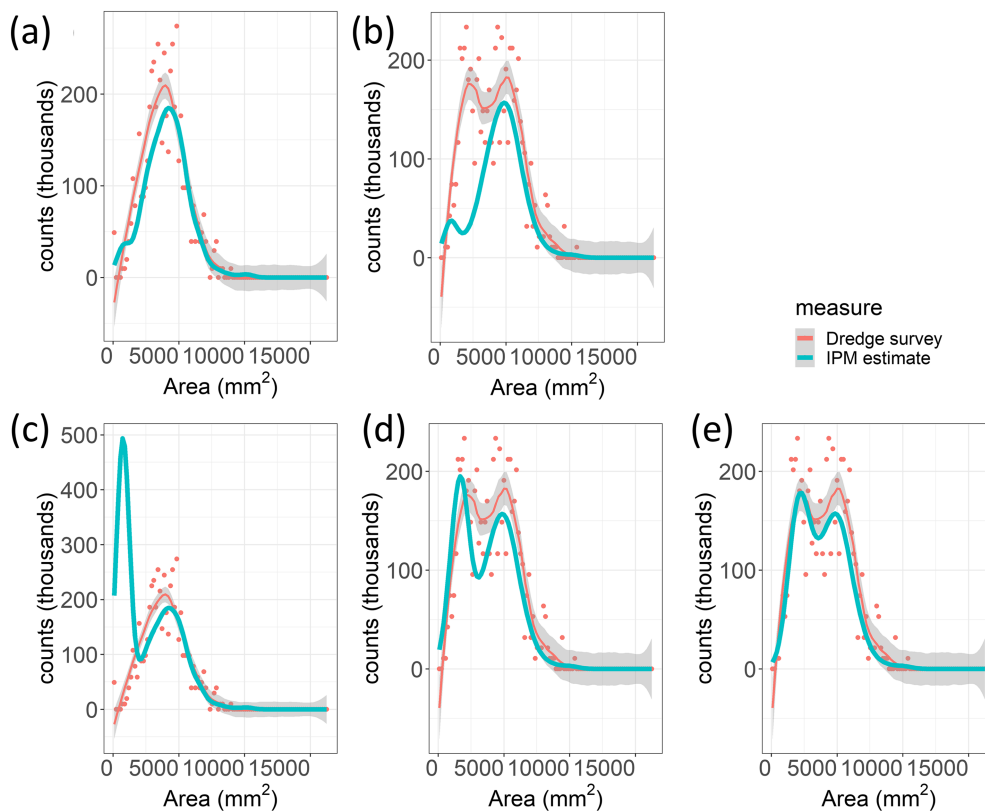 (a)
counts (thousands)
200
100
0
0 5000 10000 15000
Area (mm²)
(b)
counts (thousands)
200
100
0
0 5000 10000 15000
Area (mm²)
measure
Dredge survey
IPM estimate
(c)
counts (thousands)
500
400
300
200
100
0
0 5000 10000 15000
Area (mm²)
(d)
counts (thousands)
200
100
0
0 5000 10000 15000
Area (mm²)
(e)
counts (thousands)
200
100
0
0 5000 10000 15000
Area (mm²)